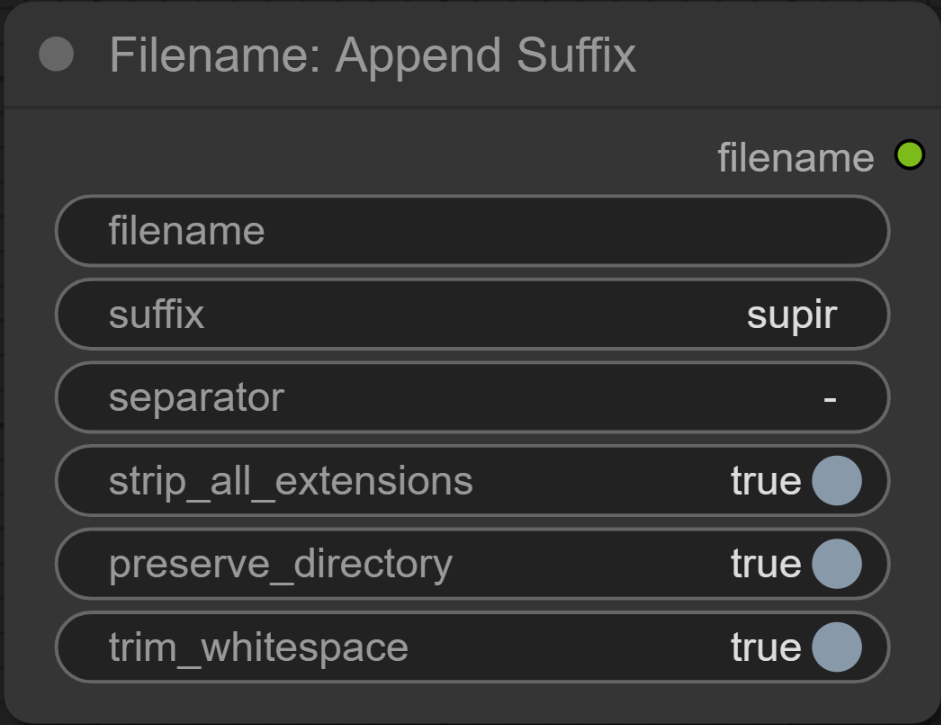 Filename: Append Suffix
filename
filename
suffix supir
separator -
strip_all_extensions true
preserve_directory true
trim_whitespace true